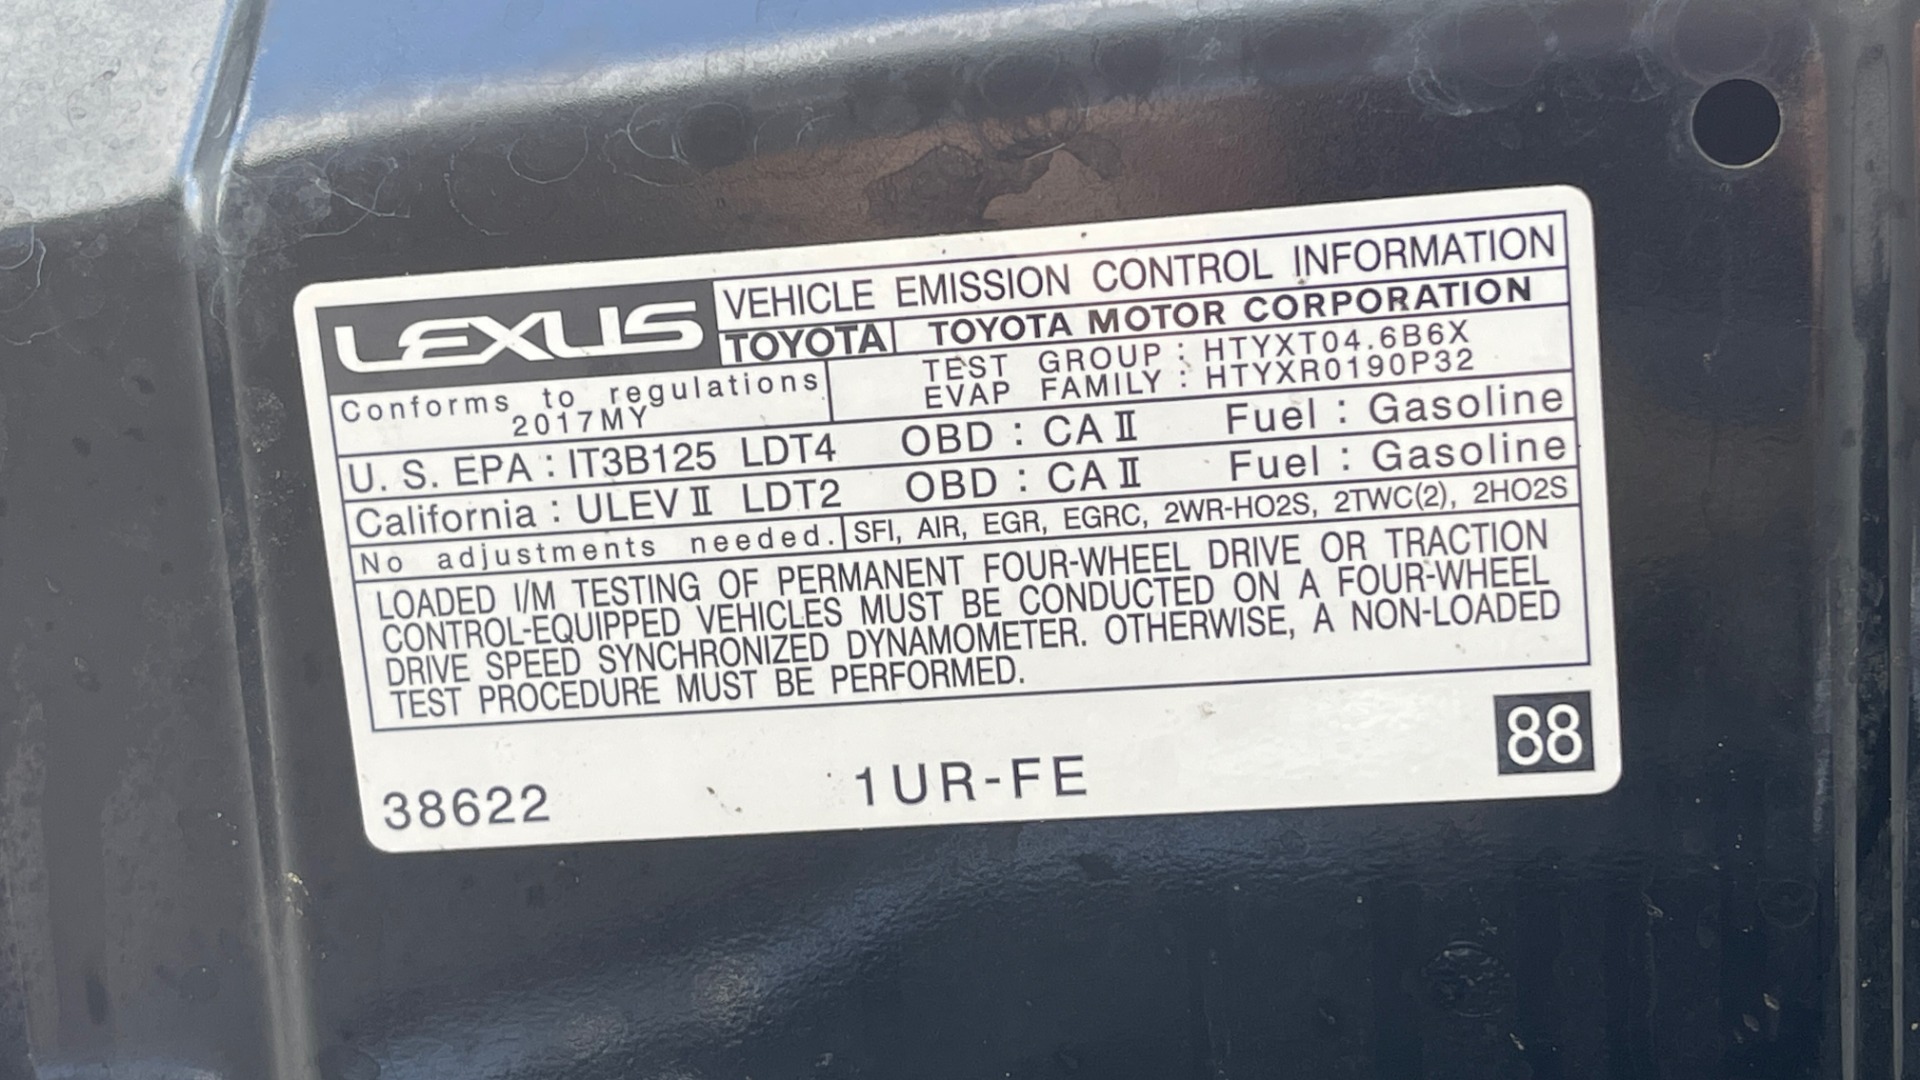 LEXUS VEHICLE EMISSION CONTROL INFORMATION
TOYOTA TOYOTA MOTOR CORPORATION
Conforms to regulations
2017MY
TEST GROUP : HTYXT04.6B6X
EVAP FAMILY : HTYXR0190P32
U. S. EPA : IT3B125 LDT4 OBD : CA II Fuel : Gasoline
California : ULEV II LDT2 OBD : CA II Fuel : Gasoline
No adjustments needed. SFI, AIR, EGR, EGRC, 2WR-HO2S, 2TWC(2), 2HO2S
LOADED I/M TESTING OF PERMANENT FOUR-WHEEL DRIVE OR TRACTION
CONTROL-EQUIPPED VEHICLES MUST BE CONDUCTED ON A FOUR-WHEEL
DRIVE SPEED SYNCHRONIZED DYNAMOMETER. OTHERWISE, A NON-LOADED
TEST PROCEDURE MUST BE PERFORMED.
38622 1UR-FE 88